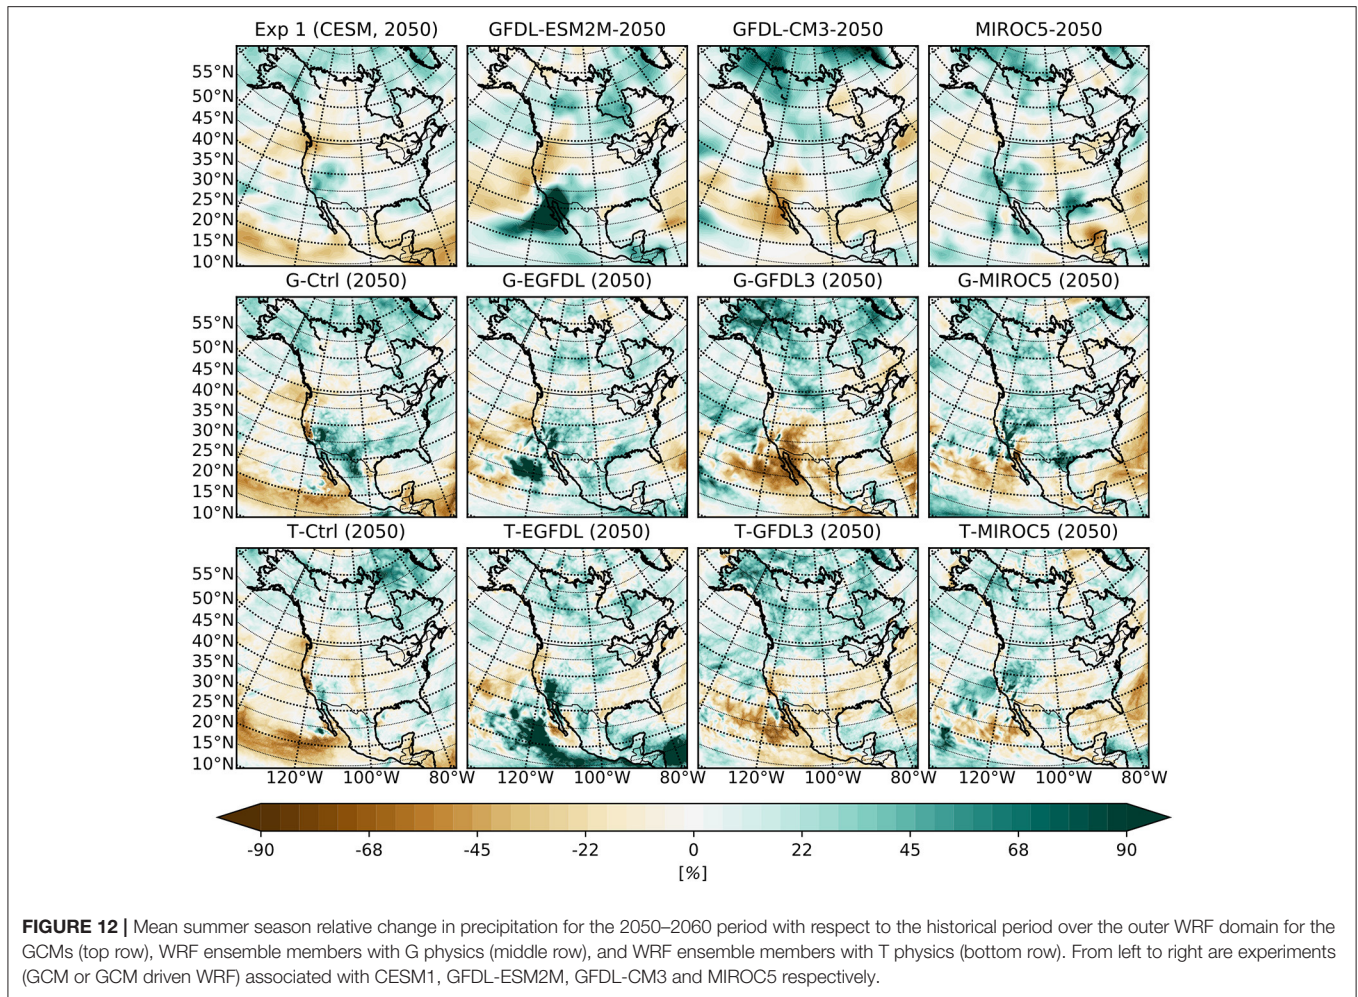 Exp 1 (CESM, 2050) GFDL-ESM2M-2050 GFDL-CM3-2050 MIROC5-2050
55°N
50°N
45°N
40°N
35°N
30°N
25°N
20°N
15°N
10°N
G-Ctrl (2050) G-EGFDL (2050) G-GFDL3 (2050) G-MIROC5 (2050)
55°N
50°N
45°N
40°N
35°N
30°N
25°N
20°N
15°N
10°N
T-Ctrl (2050) T-EGFDL (2050) T-GFDL3 (2050) T-MIROC5 (2050)
55°N
50°N
45°N
40°N
35°N
30°N
25°N
20°N
15°N
10°N
120°W 100°W 80°W 120°W 100°W 80°W 120°W 100°W 80°W 120°W 100°W 80°W
-90 -68 -45 -22 0 22 45 68 90
[%]
FIGURE 12 | Mean summer season relative change in precipitation for the 2050–2060 period with respect to the historical period over the outer WRF domain for the
GCMs (top row), WRF ensemble members with G physics (middle row), and WRF ensemble members with T physics (bottom row). From left to right are experiments
(GCM or GCM driven WRF) associated with CESM1, GFDL-ESM2M, GFDL-CM3 and MIROC5 respectively.